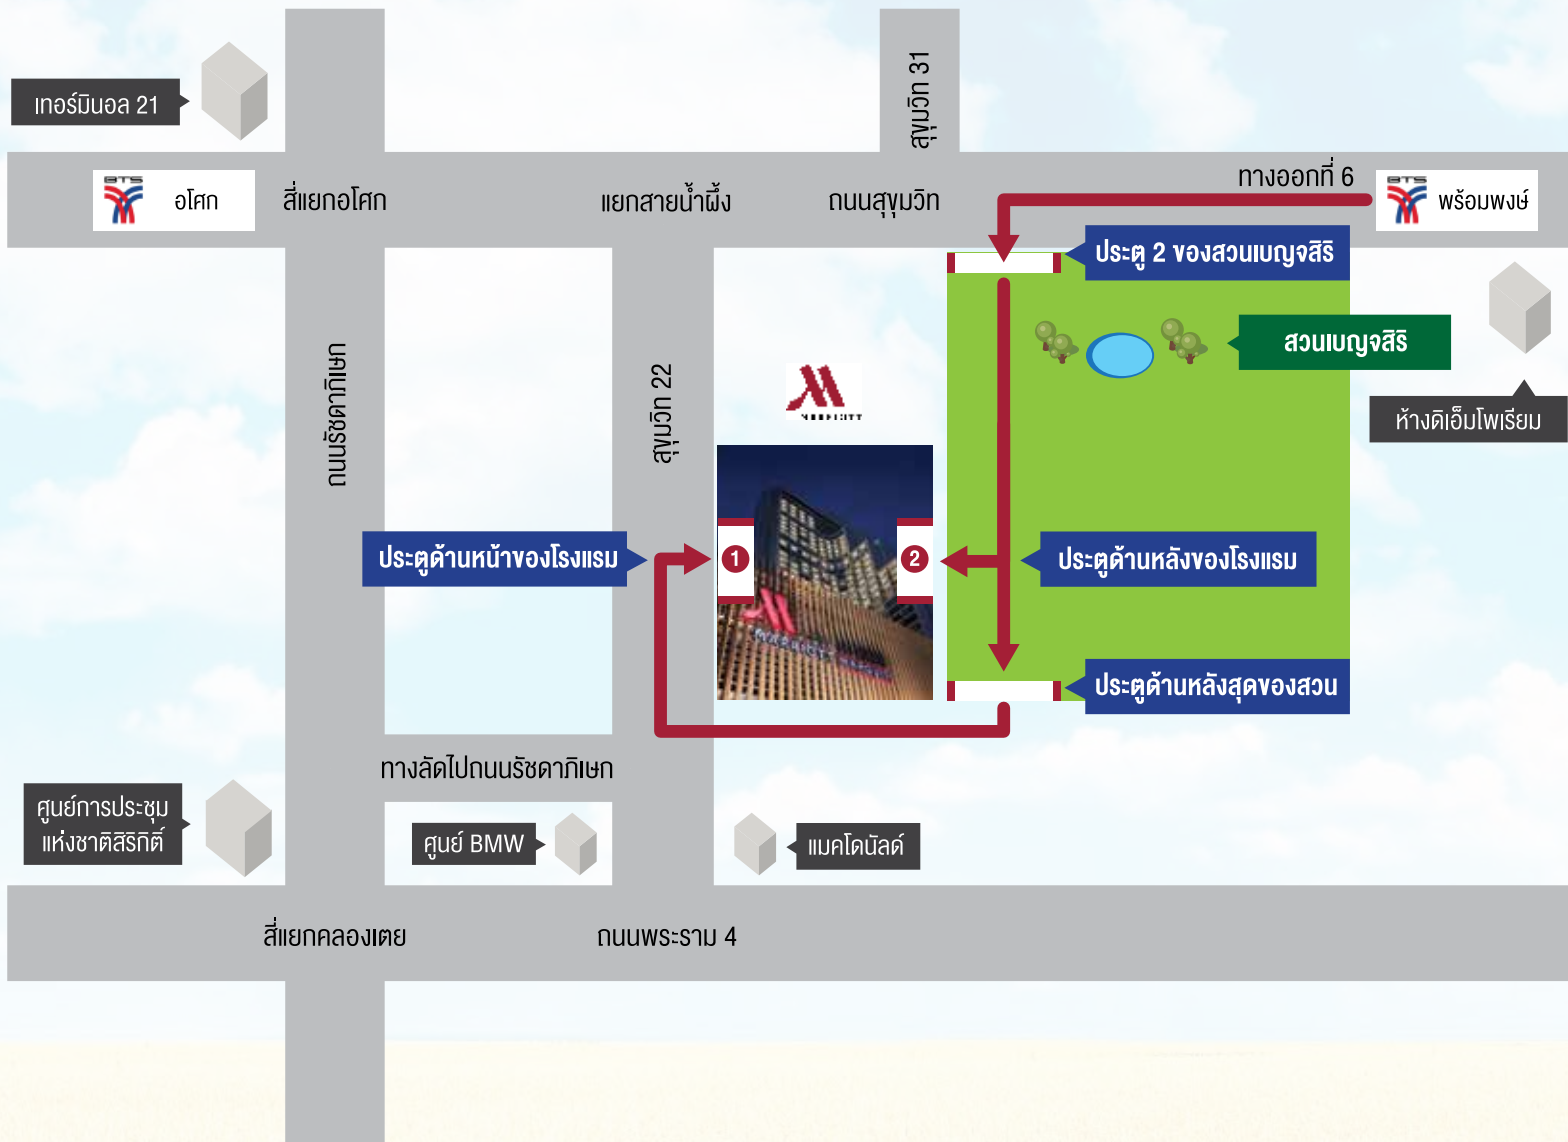 สุขุมวิท 31
เทอร์มินอล 21
BTS
อโศก
สี่แยกอโศก
แยกสายน้ำผึ้ง
ถนนสุขุมวิท
ทางออกที่ 6
BTS
พร้อมพงษ์
ประตู 2 ของสวนเบญจสิริ
สวนเบญจสิริ
ห้างดิเอ็มโพเรียม
ถนนรัชดาภิเษก
สุขุมวิท 22
MARRIOTT
ประตูด้านหน้าของโรงแรม
1
2
ประตูด้านหลังของโรงแรม
ประตูด้านหลังสุดของสวน
ทางลัดไปถนนรัชดาภิเษก
ศูนย์การประชุม
แห่งชาติสิริกิติ์
ศูนย์ BMW
แมคโดนัลด์
สี่แยกคลองเตย
ถนนพระราม 4